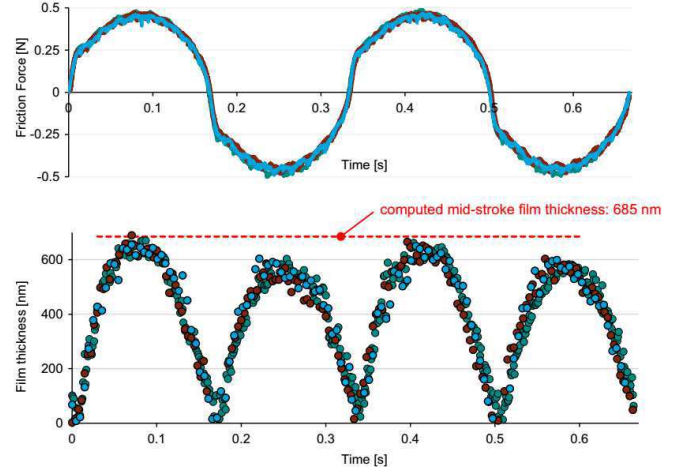 0.5
0.25
0
-0.25
-0.5
Friction Force [N]
0 0.1 0.2 0.3 0.4 0.5 0.6
Time [s]
computed mid-stroke film thickness: 685 nm
600
400
200
0
Film thickness [nm]
0 0.1 0.2 0.3 0.4 0.5 0.6
Time [s]